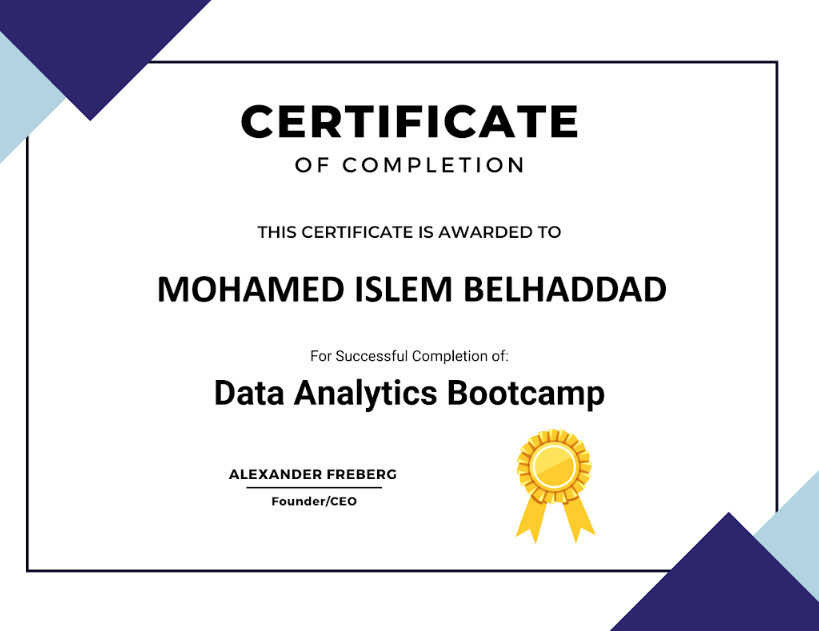 CERTIFICATE
OF COMPLETION
THIS CERTIFICATE IS AWARDED TO
MOHAMED ISLEM BELHADDAD
For Successful Completion of:
Data Analytics Bootcamp
ALEXANDER FREBERG
Founder/CEO